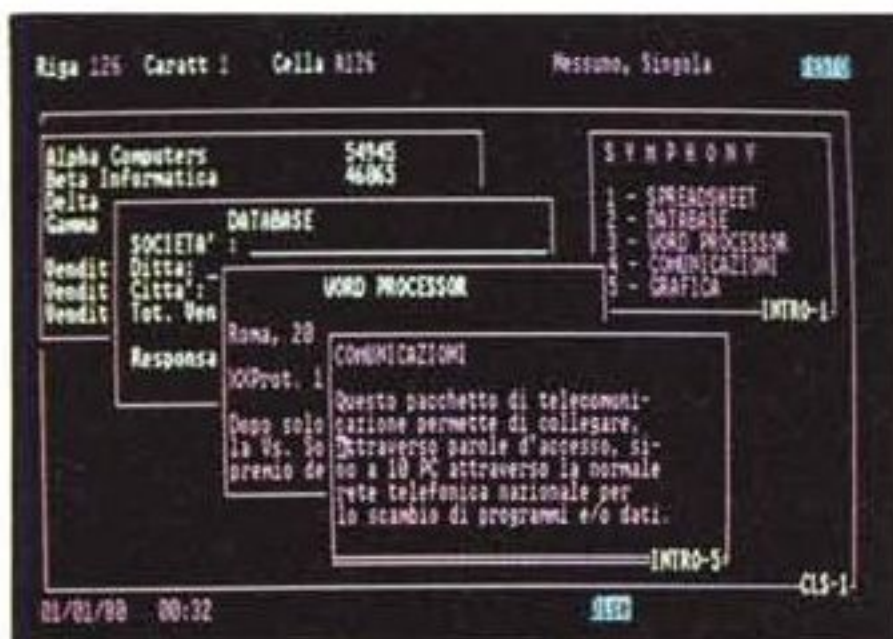 Riga 126 Caratt 1 Cella A126 Nessuno, Singola
Alpha Computers 54945
Beta Informatica 46865
Delta
Gamma
Vendit
Vendit
Vendit
DATABASE
SOCIETA' :
Ditta:
Citta':
Tot. Ven
Responsa
WORD PROCESSOR
Roma, 20
XXProt. i
Dopo solo
la Vs. So
premio de
COMUNICAZIONI
Questo pacchetto di telecomuni-
cazione permette di collegare,
attraverso parole d'accesso, si-
no a 10 PC attraverso la normale
rete telefonica nazionale per
lo scambio di programmi e/o dati.
INTRO-5
SYMPHONY
1 - SPREADSHEET
2 - DATABASE
3 - WORD PROCESSOR
4 - COMUNICAZIONI
5 - GRAFICA
INTRO-1
CLS-1
01/01/80 00:32